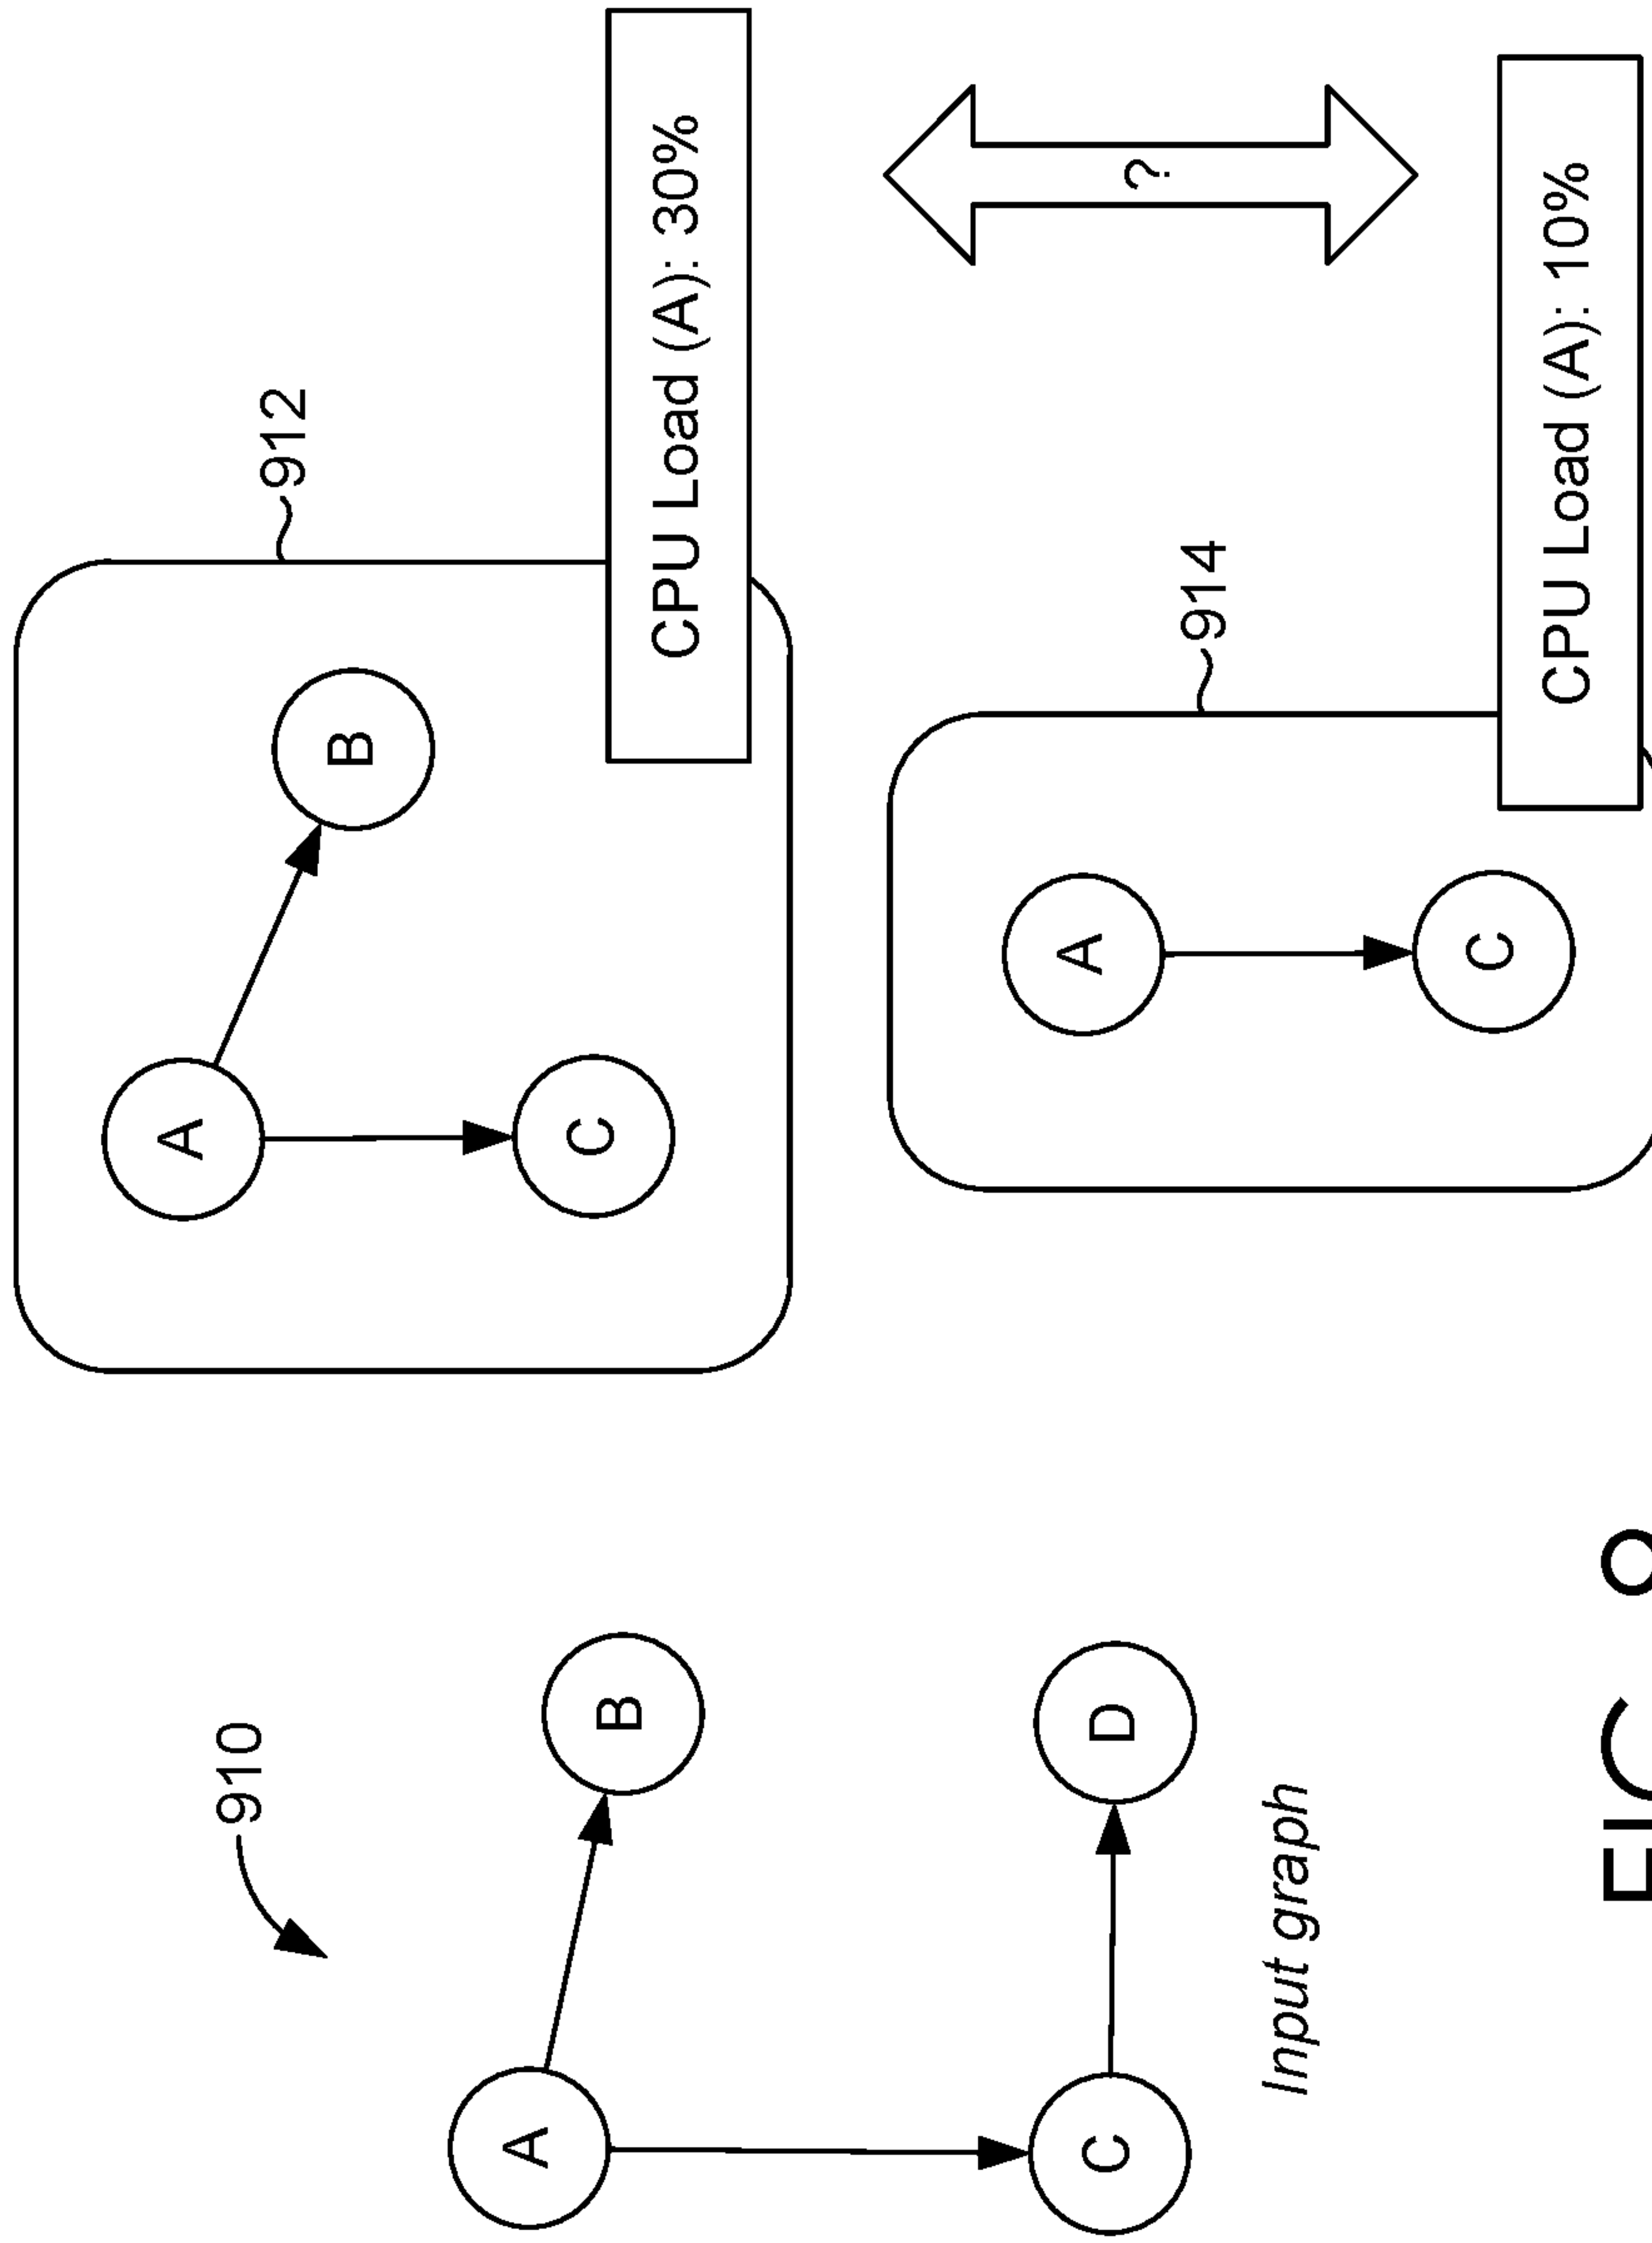 910
A
B
C
D
Input graph
912
A
B
C
CPU Load (A): 30%
?
914
A
C
CPU Load (A): 10%